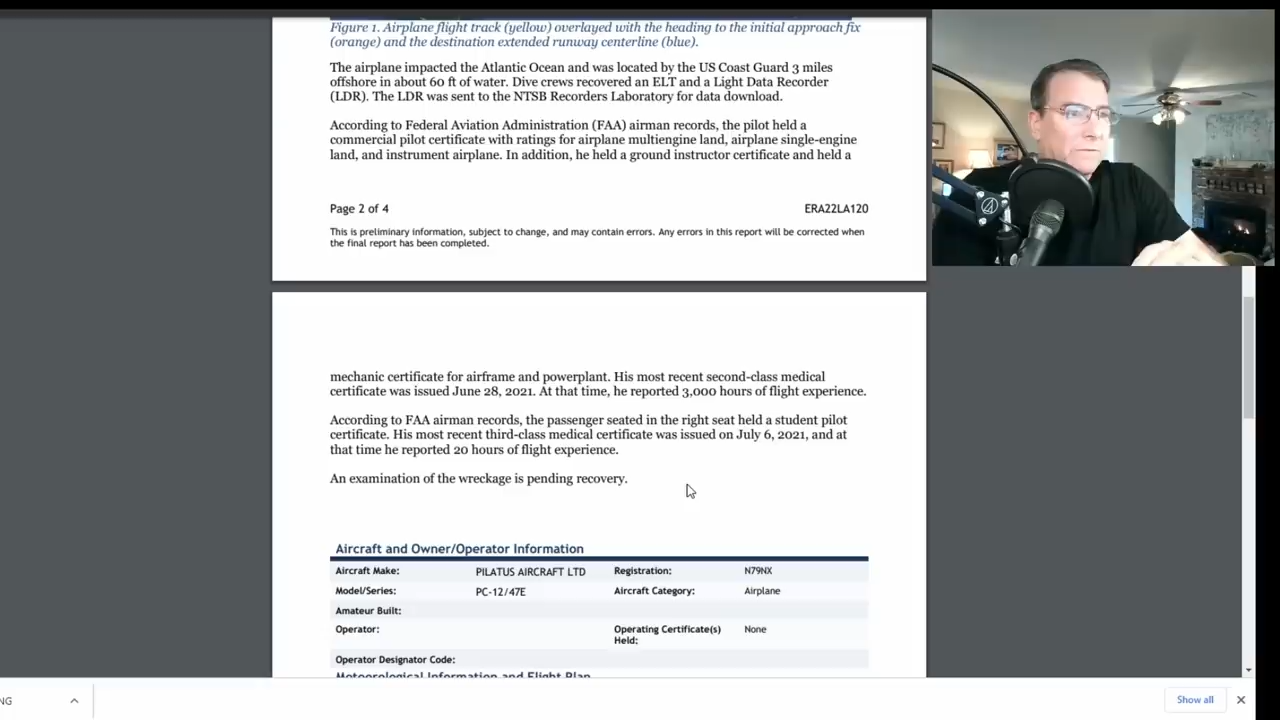 Figure 1. Airplane flight track (yellow) overlayed with the heading to the initial approach fix
(orange) and the destination extended runway centerline (blue).
The airplane impacted the Atlantic Ocean and was located by the US Coast Guard 3 miles
offshore in about 60 ft of water. Dive crews recovered an ELT and a Light Data Recorder
(LDR). The LDR was sent to the NTSB Recorders Laboratory for data download.
According to Federal Aviation Administration (FAA) airman records, the pilot held a
commercial pilot certificate with ratings for airplane multiengine land, airplane single-engine
land, and instrument airplane. In addition, he held a ground instructor certificate and held a
Page 2 of 4 ERA22LA120
This is preliminary information, subject to change, and may contain errors. Any errors in this report will be corrected when
the final report has been completed.
mechanic certificate for airframe and powerplant. His most recent second-class medical
certificate was issued June 28, 2021. At that time, he reported 3,000 hours of flight experience.
According to FAA airman records, the passenger seated in the right seat held a student pilot
certificate. His most recent third-class medical certificate was issued on July 6, 2021, and at
that time he reported 20 hours of flight experience.
An examination of the wreckage is pending recovery.
Aircraft and Owner/Operator Information
Aircraft Make: PILATUS AIRCRAFT LTD Registration: N79NX
Model/Series: PC-12/47E Aircraft Category: Airplane
Amateur Built:
Operator: Operating Certificate(s) None
Held:
Operator Designator Code:
Meteorological Information and Flight Plan
NG Show all